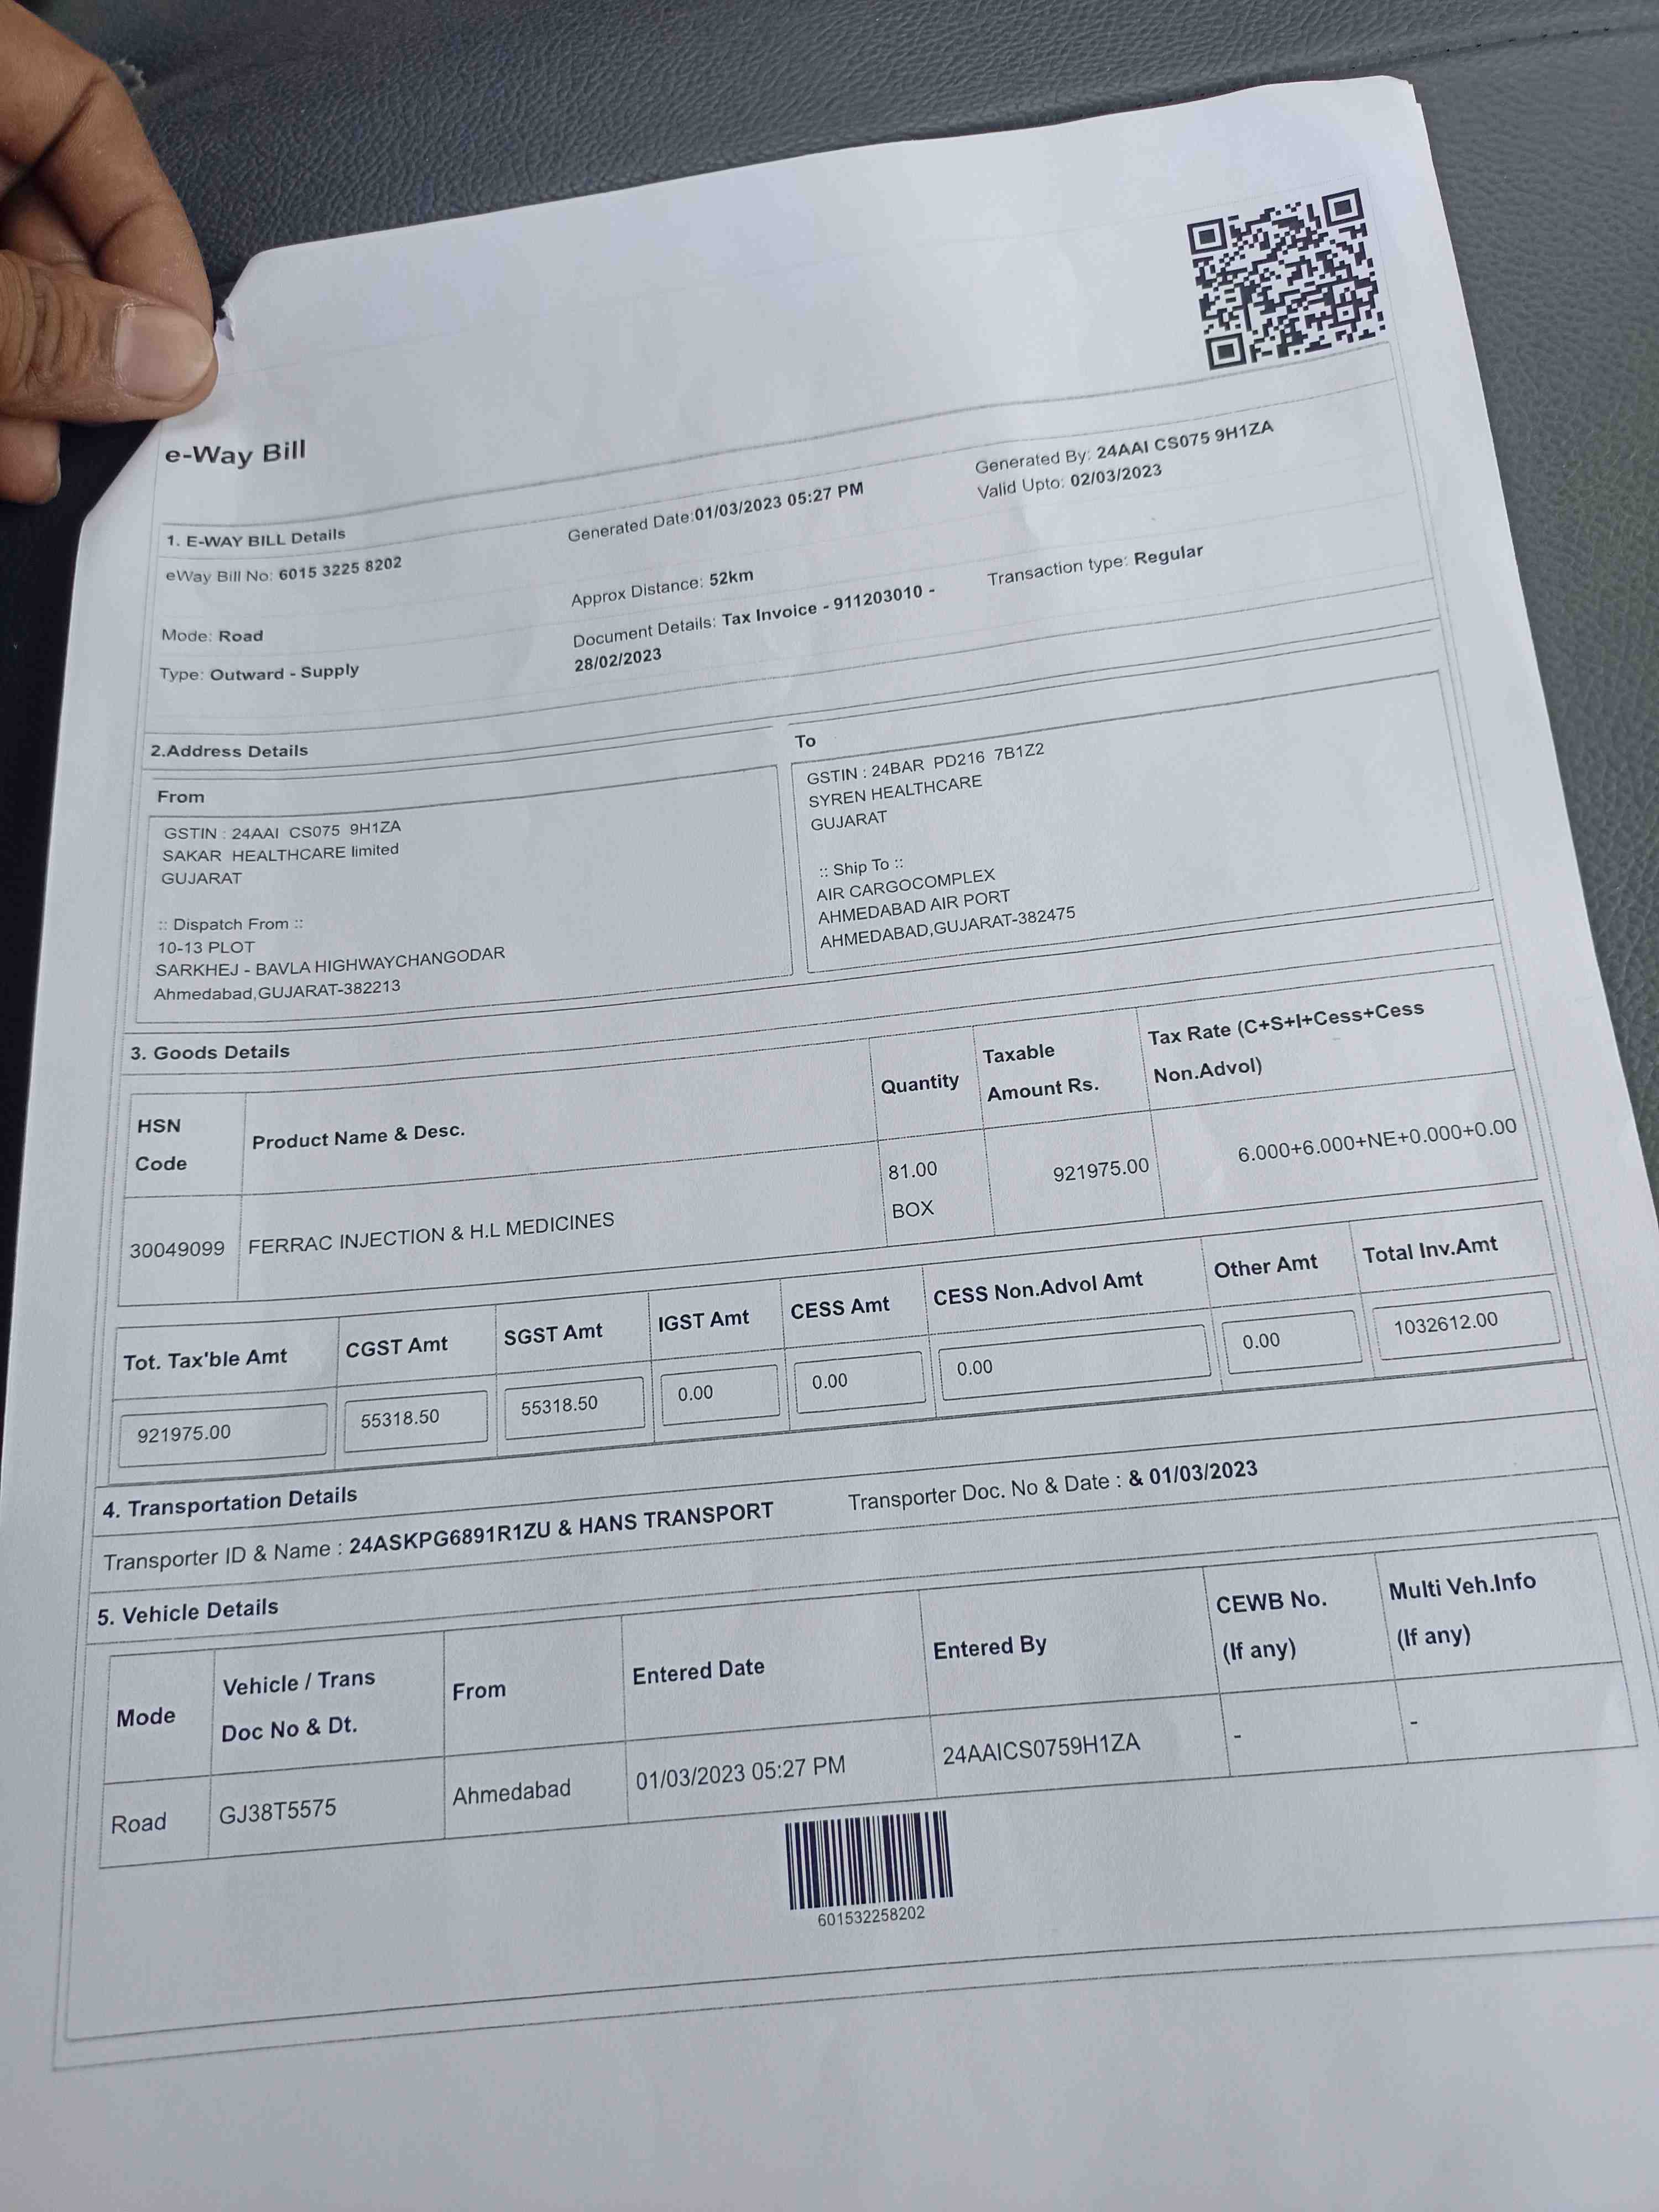 e-Way Bill
1. E-WAY BILL Details
eWay Bill No: 6015 3225 8202
Generated Date:01/03/2023 05:27 PM
Generated By: 24AAI CS075 9H1ZA
Valid Upto: 02/03/2023
Mode: Road
Approx Distance: 52km
Type: Outward - Supply
Document Details: Tax Invoice - 911203010 -
28/02/2023
Transaction type: Regular
2.Address Details
From
GSTIN : 24AAI CS075 9H1ZA
SAKAR HEALTHCARE limited
GUJARAT
:: Dispatch From ::
10-13 PLOT
SARKHEJ - BAVLA HIGHWAYCHANGODAR
Ahmedabad,GUJARAT-382213
To
GSTIN : 24BAR PD216 7B1Z2
SYREN HEALTHCARE
GUJARAT
:: Ship To ::
AIR CARGOCOMPLEX
AHMEDABAD AIR PORT
AHMEDABAD,GUJARAT-382475
3. Goods Details
HSN
Code
Product Name & Desc.
Quantity
Taxable
Amount Rs.
Tax Rate (C+S+I+Cess+Cess
Non.Advol)
30049099
FERRAC INJECTION & H.L MEDICINES
81.00
BOX
921975.00
6.000+6.000+NE+0.000+0.00
Tot. Tax'ble Amt
CGST Amt
SGST Amt
IGST Amt
CESS Amt
CESS Non.Advol Amt
Other Amt
Total Inv.Amt
921975.00
55318.50
55318.50
0.00
0.00
0.00
0.00
1032612.00
4. Transportation Details
Transporter ID & Name : 24ASKPG6891R1ZU & HANS TRANSPORT
Transporter Doc. No & Date : & 01/03/2023
5. Vehicle Details
Mode
Vehicle / Trans
Doc No & Dt.
From
Entered Date
Entered By
CEWB No.
(If any)
Multi Veh.Info
(If any)
Road
GJ38T5575
Ahmedabad
01/03/2023 05:27 PM
24AAICS0759H1ZA
-
-
601532258202